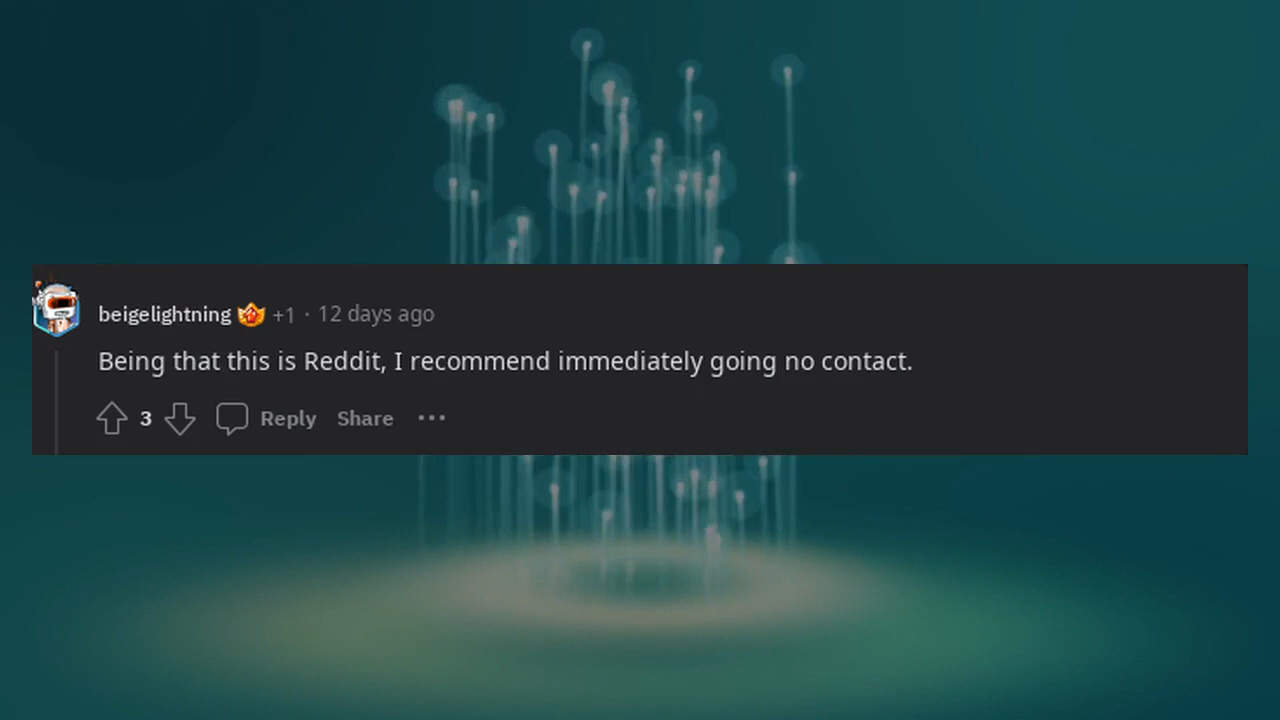 beigelightning +1 · 12 days ago
Being that this is Reddit, I recommend immediately going no contact.
3 Reply Share ···